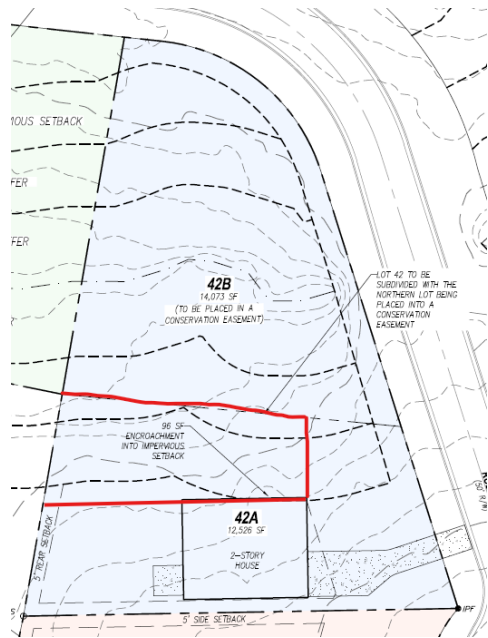 IOUS SETBACK
FER
FER
42B
14,073 SF
(TO BE PLACED IN A
CONSERVATION EASEMENT)
LOT 42 TO BE
SUBDIVIDED WITH THE
NORTHERN LOT BEING
PLACED INTO A
CONSERVATION
EASEMENT
96 SF
ENCROACHMENT
INTO IMPERVIOUS
SETBACK
42A
12,526 SF
2-STORY
HOUSE
5' REAR SETBACK
5' SIDE SETBACK
IPF
S